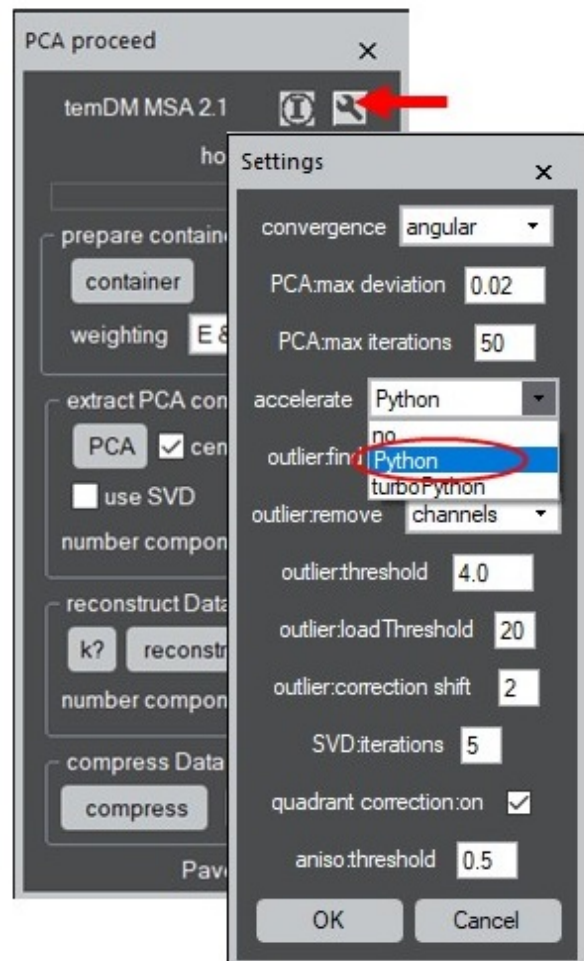 PCA proceed
temDM MSA 2.1
ho
prepare containe
container
weighting E &
extract PCA con
PCA cen
use SVD
number compon
reconstruct Data
k? reconstr
number compon
compress Data
compress
Pave
Settings
convergence angular
PCA:max deviation 0.02
PCA:max iterations 50
accelerate Python
no
outlier:find Python
turboPython
outlier:remove channels
outlier:threshold 4.0
outlier:loadThreshold 20
outlier:correction shift 2
SVD:iterations 5
quadrant correction:on
aniso:threshold 0.5
OK Cancel